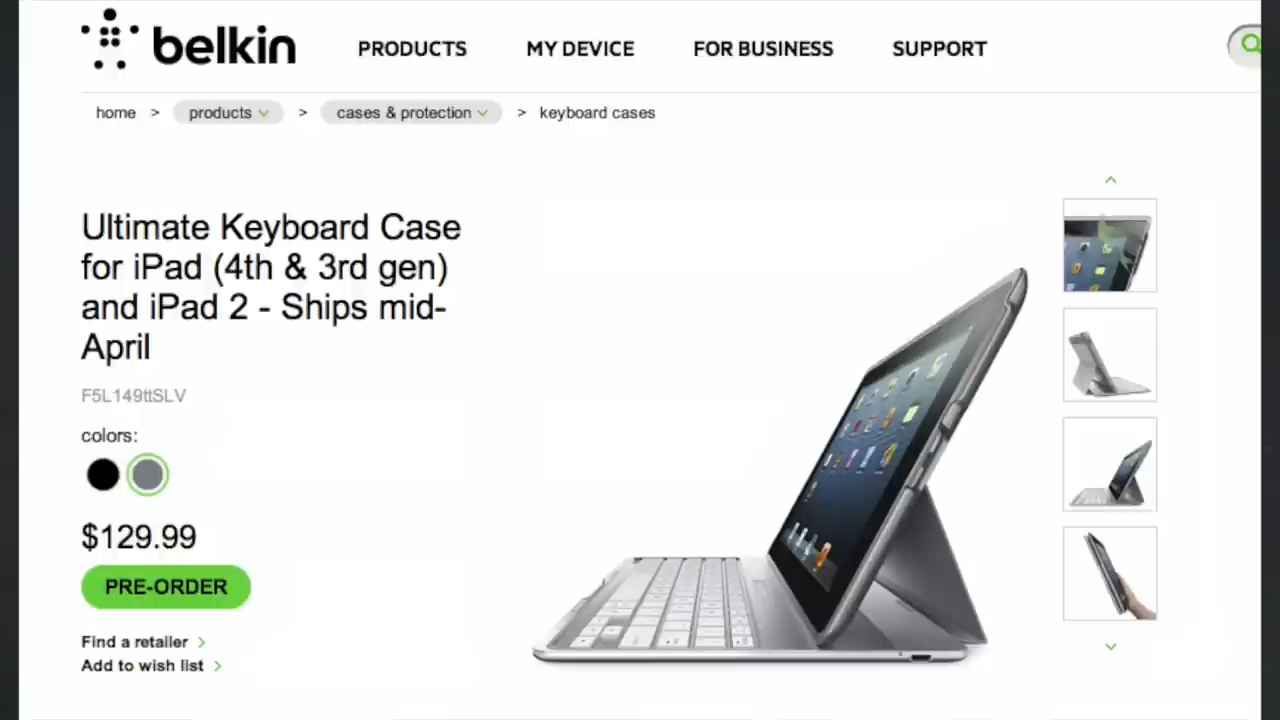 belkin
PRODUCTS MY DEVICE FOR BUSINESS SUPPORT
home > products > cases & protection > keyboard cases
Ultimate Keyboard Case
for iPad (4th & 3rd gen)
and iPad 2 - Ships mid-
April
F5L149ttSLV
colors:
$129.99
PRE-ORDER
Find a retailer >
Add to wish list >